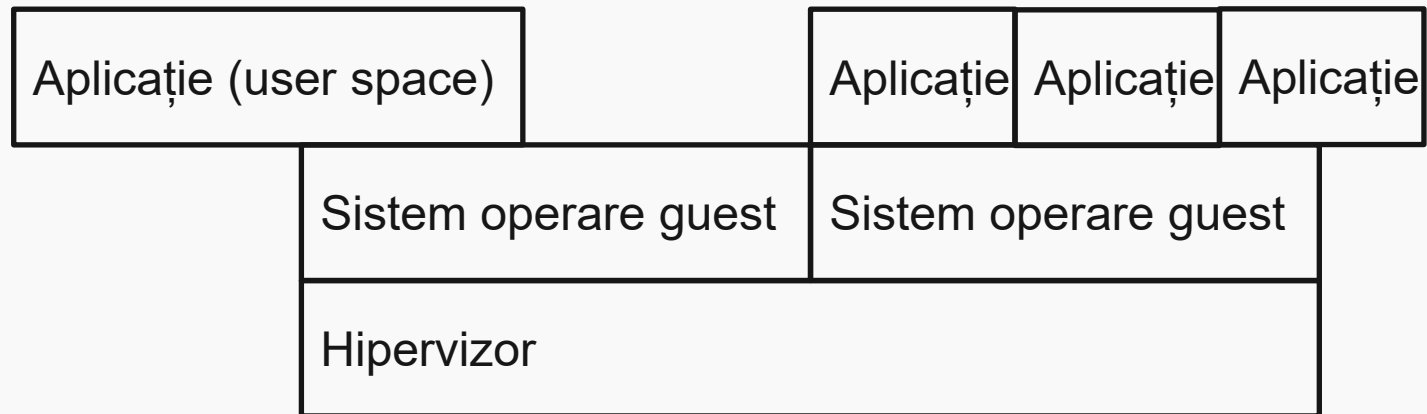 Aplicație (user space)
Aplicație
Aplicație
Aplicație
Sistem operare guest
Sistem operare guest
Hipervizor